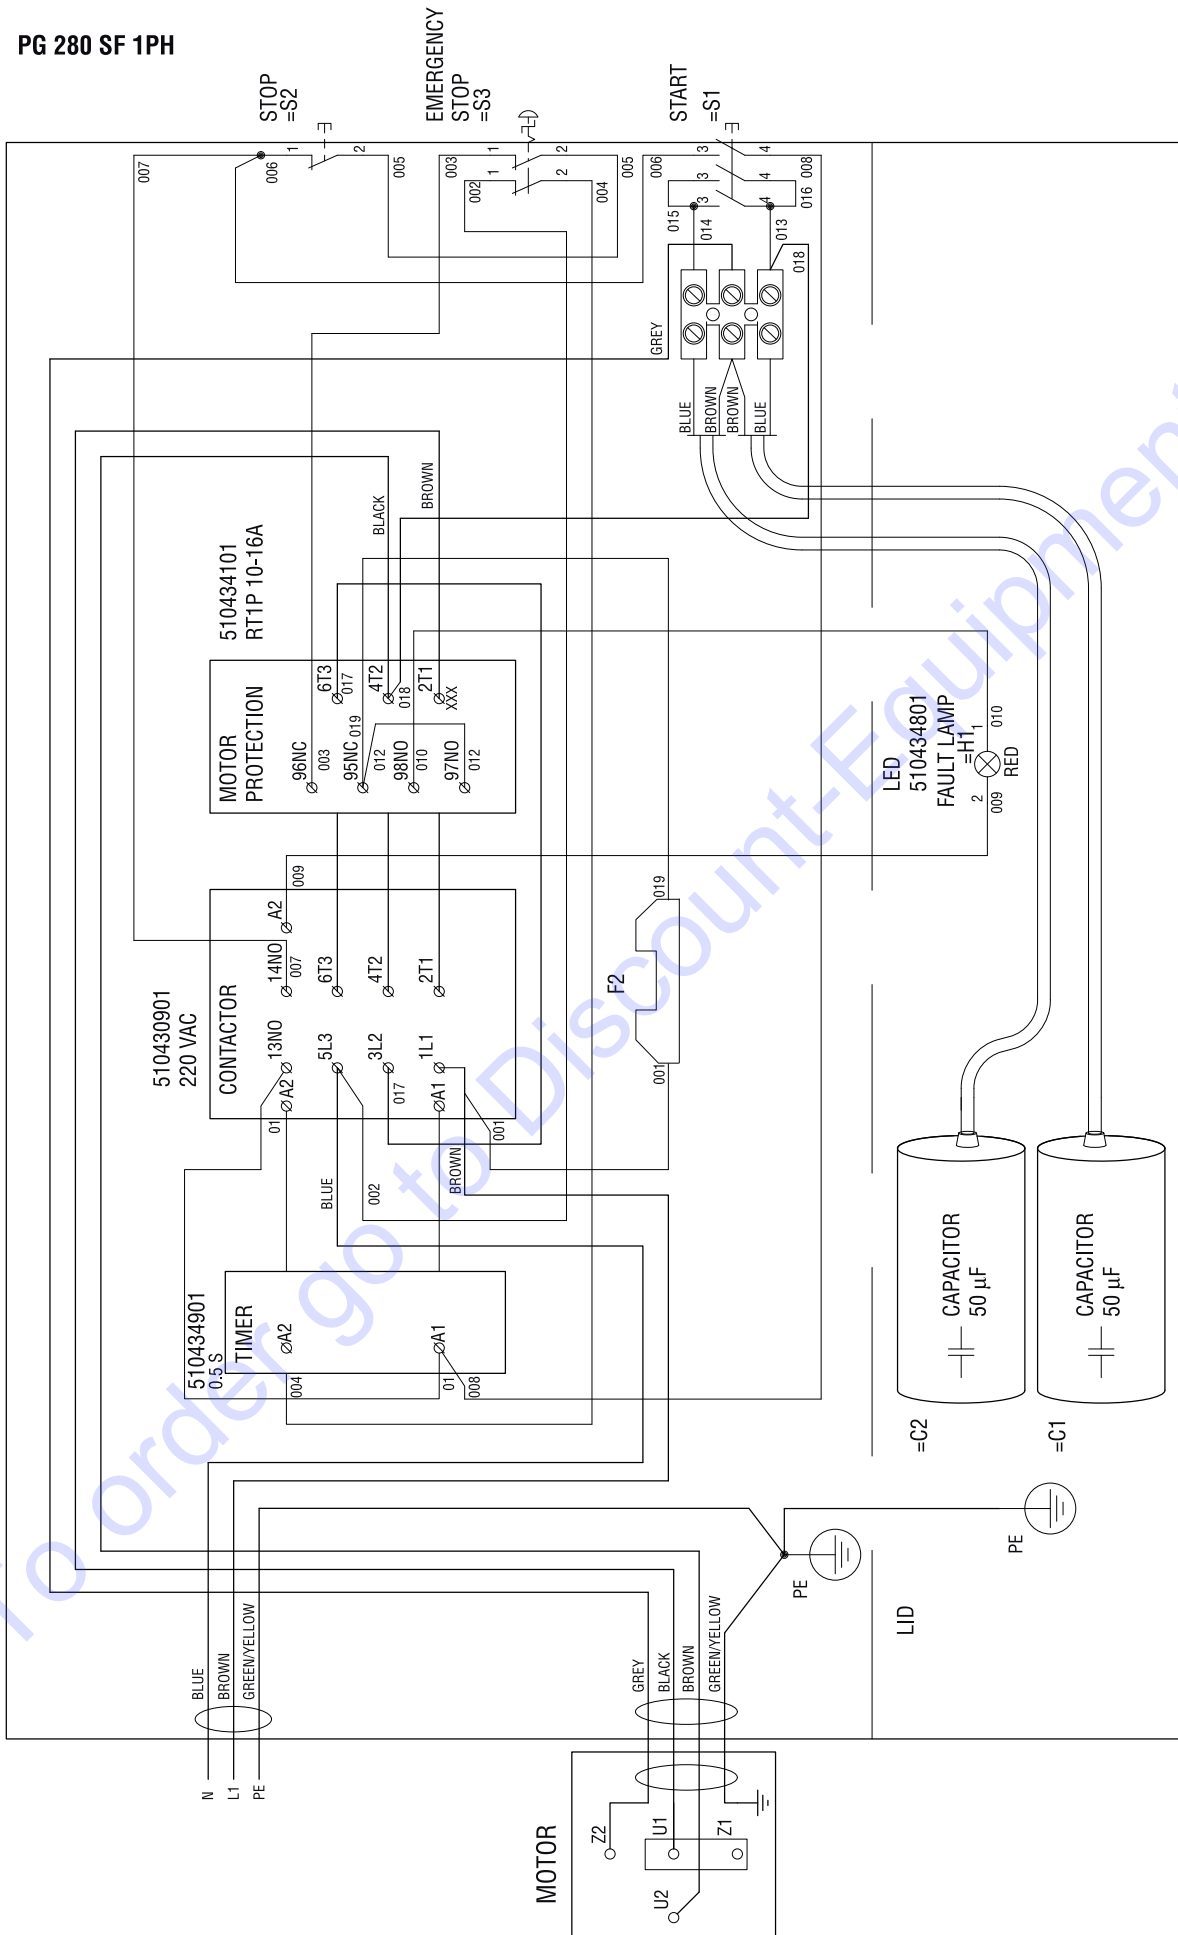 PG 280 SF 1PH
STOP
=S2
EMERGENCY
STOP
=S3
START
=S1
007
006
1
2
005
003
002
1
1
2
2
005
004
006
3
3
3
4
4
4
008
016
015
014
013
018
GREY
BLUE
BROWN
BROWN
BLUE
BLACK
BROWN
510434101
RT1P 10-16A
MOTOR
PROTECTION
96NC
003
95NC
019
012
98NO
010
97NO
012
6T3
017
4T2
018
2T1
XXX
LED
510434801
FAULT LAMP
=H1
1
010
2
009
RED
510430901
220 VAC
CONTACTOR
A2
009
14NO
007
6T3
4T2
2T1
13NO
5L3
3L2
017
1L1
A2
01
A1
001
F2
019
001
BLUE
002
BROWN
510434901
0.5 S
TIMER
A2
004
A1
01
008
CAPACITOR
50 µF
=C2
CAPACITOR
50 µF
=C1
PE
PE
LID
BLUE
BROWN
GREEN/YELLOW
N
L1
PE
GREY
BLACK
BROWN
GREEN/YELLOW
MOTOR
Z2
U1
Z1
U2
To order go to Discount-Equipment